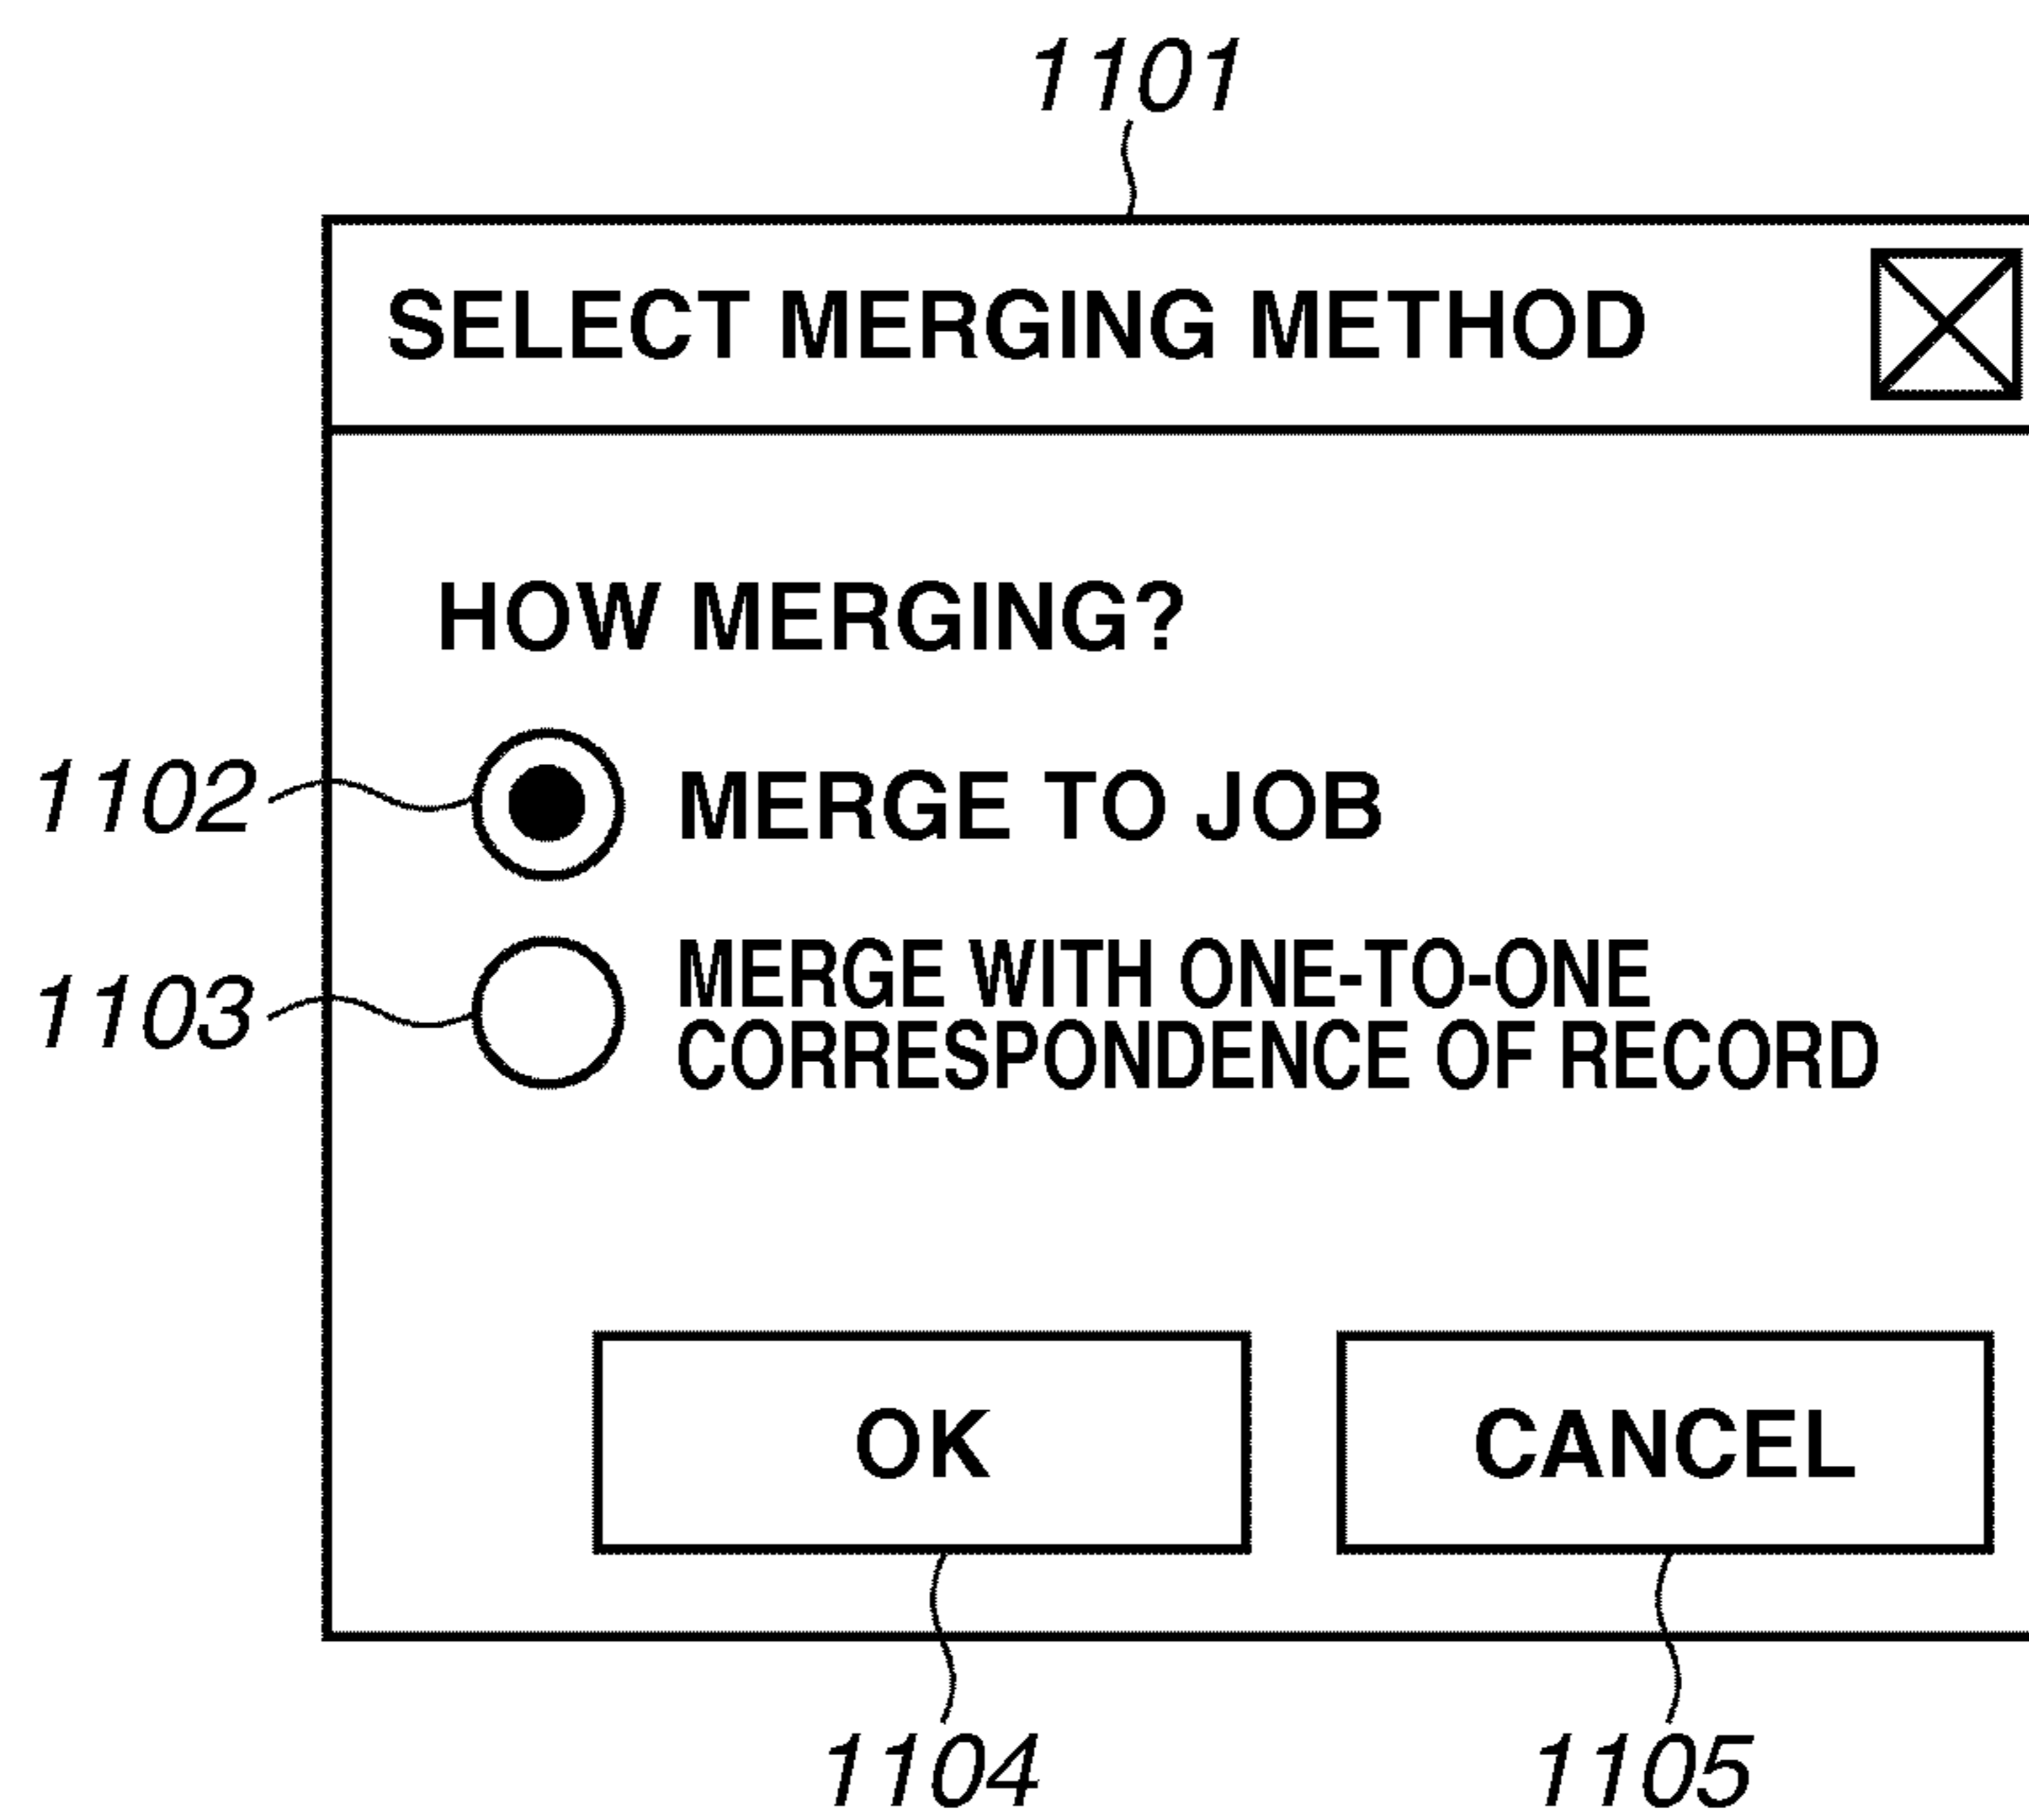 1101
SELECT MERGING METHOD
HOW MERGING?
1102
MERGE TO JOB
1103
MERGE WITH ONE-TO-ONE
CORRESPONDENCE OF RECORD
OK
CANCEL
1104
1105